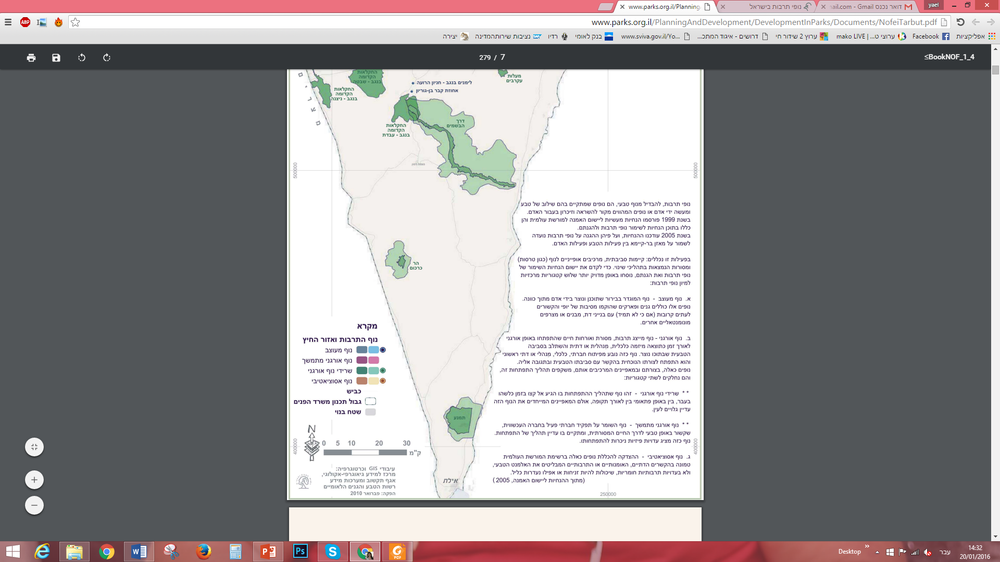 yael
דואר נכנס
ail.com - Gmail
נופי תרבות בישראל
www.parks.org.il/Planning
www.parks.org.il/PlanningAndDevelopment/DevelopmentInParks/Documents/NofeiTarbut.pdf
ABP
אפליקציות
Facebook
mako LIVE | ערוצי ט...
ערוץ 2 שידור חי
דרושים - איגוד המתכ...
www.sviva.gov.il/Yo...
בנק לאומי
רדיו
נציבות שירותהמדינה
יצירה
279 / 7
≤BookNOF_1_4
החקלאות
הקדומה
בנגב - שבטה
החקלאות
הקדומה
בנגב - ניצנה
מעלות
עקרבים
לימנים בנגב - חניון הרועה
אחוזת קבר בן-גוריון
מ צ ר י ם
החקלאות
הקדומה
בנגב - עבדת
דרך
הבשמים
מצפה רמון
500000
500000
הר
כרכום
תמנע
אילת
400000
400000
250000
נופי תרבות, להבדיל מנוף טבעי, הם נופים שמתקיים בהם שילוב של טבע
ומעשה ידי אדם או נופים המהווים מקור להשראה וזיכרון בעבור האדם.
בשנת 1999 פורסמו הנחיות מעשיות ליישום האמנה למורשת עולמית והן
כללו בתוכן הנחיות לשימור נופי תרבות ולהגנתם.
בשנת 2005 עודכנו ההנחיות, ועל פיהן ההגנה על נופי תרבות נועדה
לשמור על מאזן בר-קיימא בין פעילות הטבע ופעילות האדם.
בפעילות זו נכללים: קיימות סביבתית, מרכיבים אופייניים לנוף (כגון טרסות)
ומסורות הנמצאות בתהליכי שינוי. כדי לקדם את יישום הנחיות השימור של
נופי תרבות ואת הגנתם, נוסחו באופן מדויק יותר שלוש קטגוריות מרכזיות
למיון נופי תרבות:
א. נוף מעוצב - נוף המוגדר בבירור שתוכנן ונוצר בידי אדם מתוך כוונה.
נופים אלו כוללים גנים ופארקים שהוקמו מסיבות של יופי והקשורים
לעתים קרובות (אם כי לא תמיד) עם בנייני דת, מבנים או מצרפים
מונומנטאליים אחרים.
ב. נוף אורגני - נוף מייצג תרבות, מסורת ואורחות חיים שהתפתחו באופן אורגני
לאורך זמן כתוצאה מיזמה כלכלית, מנהלית או דתית והשתלב בסביבה
הטבעית שבתוכו נוצר. נוף כזה נובע מפיתוח חברתי, כלכלי, מנהלי או דתי ראשוני
והוא התפתח לצורתו הנוכחית בהקשר עם סביבתו הטבעית ובתגובה אליה.
נופים כאלה, בצורתם ובמאפיינים המרכיבים אותם, משקפים תהליך התפתחות זה,
והם נחלקים לשתי קטגוריות:
** שרידי נוף אורגני - זהו נוף שתהליך ההתפתחות בו הגיע אל קצו בזמן כלשהו
בעבר, בין באופן פתאומי בין לאורך תקופה, אולם המאפיינים המייחדים את הנוף הזה
עדיין גלויים לעין.
** נוף אורגני מתמשך - נוף השומר על תפקיד חברתי פעיל בחברה העכשווית,
שקשור באופן טבעי לדרך החיים המסורתית, ומתקיים בו עדיין תהליך של התפתחות.
נוף כזה מציג עדויות פיזיות ניכרות להתפתחותו.
ג. נוף אסוציאטיבי - ההצדקה להכללת נופים כאלה ברשימת המורשת העולמית
טמונה בהקשרים הדתיים, האומנותיים או התרבותיים המבליטים את האלמנט הטבעי,
ולא בעדויות תרבותיות חומריות, שיכולות להיות זניחות או אפילו נעדרות כליל.
(מתוך ההנחיות ליישום האמנה, 2005)
מקרא
נוף התרבות ואזור החיץ
נוף מעוצב
נוף אורגני מתמשך
שרידי נוף אורגני
נוף אסוציאטיבי
כביש
גבול תכנון משרד הפנים
שטח בנוי
N
0 5 10 20 30
ק"מ
עיבודי GIS וכרטוגרפיה:
מרכז למידע גיאוגרפי-אקולוגי,
אגף תקשוב ומערכות מידע
רשות הטבע והגנים הלאומיים
הפקה: פברואר 2010
Desktop
עבר
14:32
20/01/2016